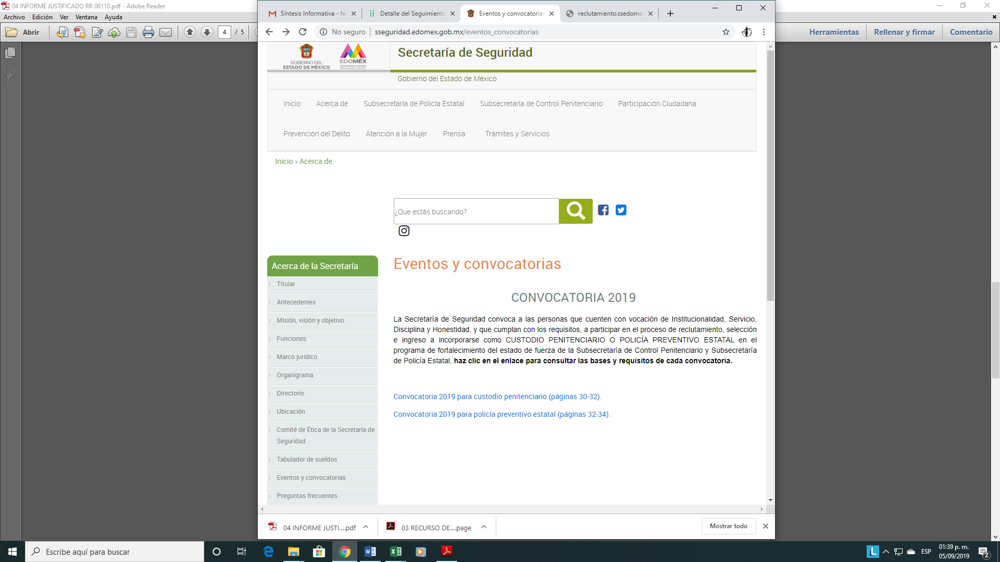 04 INFORME JUSTIFICADO RR 06110.pdf - Adobe Reader
Archivo Edición Ver Ventana Ayuda
Abrir 4 / 5 Herramientas Rellenar y firmar Comentario
Síntesis Informativa - fe Detalle del Seguimiento Eventos y convocatorias reclutamiento.ssedome
No seguro sseguridad.edomex.gob.mx/eventos_convocatorias
GOBIERNO DEL
ESTADO DE MÉXICO
EDOMÉX
DECISIONES FIRMES, RESULTADOS FUERTES.
Secretaría de Seguridad
Gobierno del Estado de México
Inicio Acerca de Subsecretaría de Policía Estatal Subsecretaría de Control Penitenciario Participación Ciudadana
Prevención del Delito Atención a la Mujer Prensa Trámites y Servicios
Inicio » Acerca de
¿Que estás buscando?
Acerca de la Secretaría
Titular
Antecedentes
Misión, visión y objetivo
Funciones
Marco jurídico
Organigrama
Directorio
Ubicación
Comité de Ética de la Secretaría de
Seguridad
Tabulador de sueldos
Eventos y convocatorias
Preguntas frecuentes
Eventos y convocatorias
CONVOCATORIA 2019
La Secretaría de Seguridad convoca a las personas que cuenten con vocación de Institucionalidad, Servicio,
Disciplina y Honestidad, y que cumplan con los requisitos, a participar en el proceso de reclutamiento, selección
e ingreso a incorporarse como CUSTODIO PENITENCIARIO O POLICÍA PREVENTIVO ESTATAL en el
programa de fortalecimiento del estado de fuerza de la Subsecretaría de Control Penitenciario y Subsecretaría
de Policía Estatal, haz clic en el enlace para consultar las bases y requisitos de cada convocatoria.
Convocatoria 2019 para custodio penitenciario (páginas 30-32).
Convocatoria 2019 para policía preventivo estatal (páginas 32-34).
04 INFORME JUSTI....pdf 03 RECURSO DE....page Mostrar todo
Escribe aquí para buscar
L ESP 01:39 p. m.
05/09/2019 2